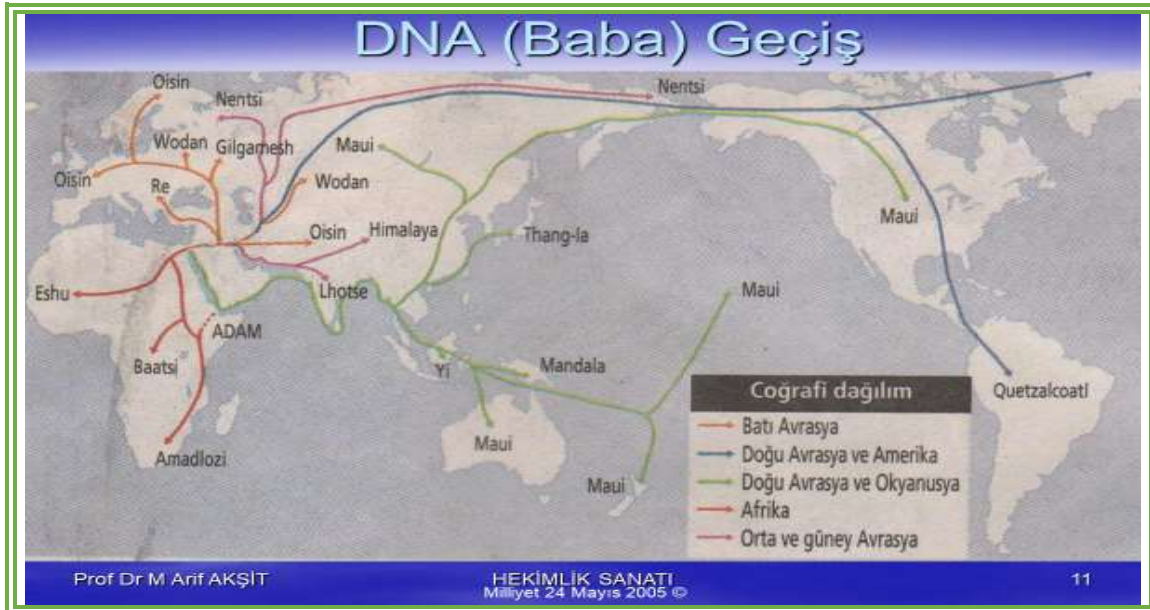 DNA (Baba) Geçiş
Oisin
Nentsi
Nentsi
Wodan
Gilgamesh
Maui
Oisin
Re
Wodan
Maui
Oisin
Himalaya
Thang-la
Eshu
Lhotse
Maui
ADAM
Baatsi
Yi
Mandala
Quetzalcoatl
Maui
Amadlozi
Maui
Coğrafi dağılım
Batı Avrasya
Doğu Avrasya ve Amerika
Doğu Avrasya ve Okyanusya
Afrika
Orta ve güney Avrasya
Prof Dr M Arif AKŞİT
HEKİMLİK SANATI
Milliyet 24 Mayıs 2005 ©
11